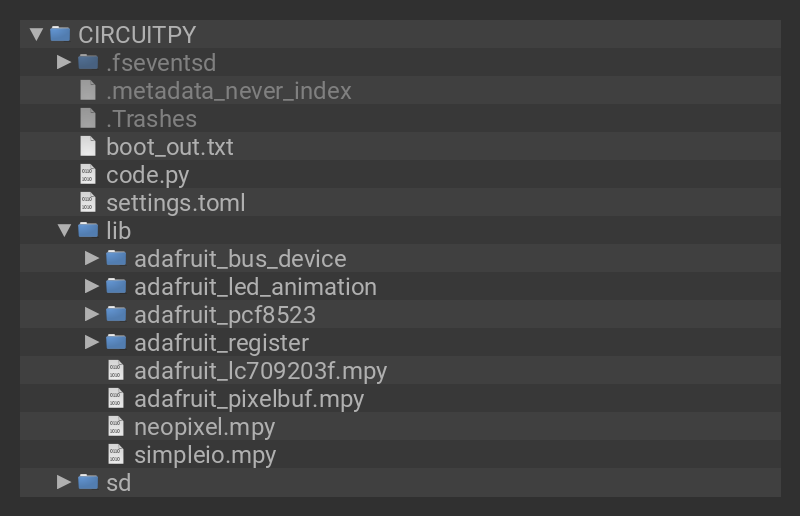 CIRCUITPY
.fseventsd
.metadata_never_index
.Trashes
boot_out.txt
code.py
settings.toml
lib
adafruit_bus_device
adafruit_led_animation
adafruit_pcf8523
adafruit_register
adafruit_lc709203f.mpy
adafruit_pixelbuf.mpy
neopixel.mpy
simpleio.mpy
sd